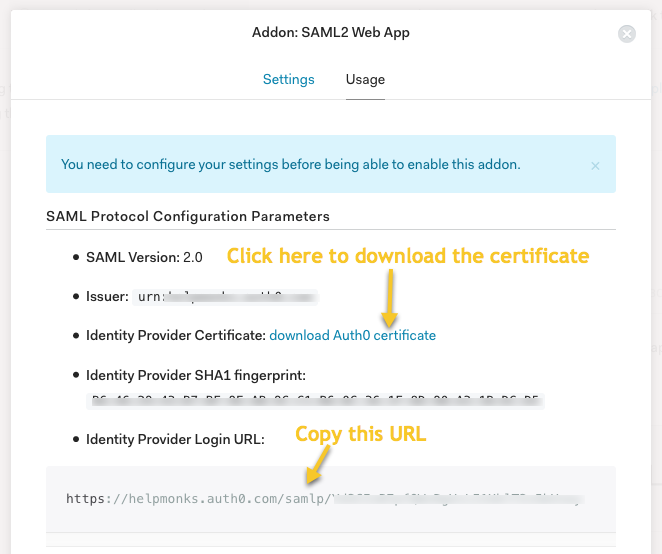 Addon: SAML2 Web App
Settings Usage
You need to configure your settings before being able to enable this addon. ×
SAML Protocol Configuration Parameters
• SAML Version: 2.0 Click here to download the certificate
• Issuer: urn:
• Identity Provider Certificate: download Auth0 certificate
• Identity Provider SHA1 fingerprint:
• Identity Provider Login URL: Copy this URL
https://helpmonks.auth0.com/samlp/